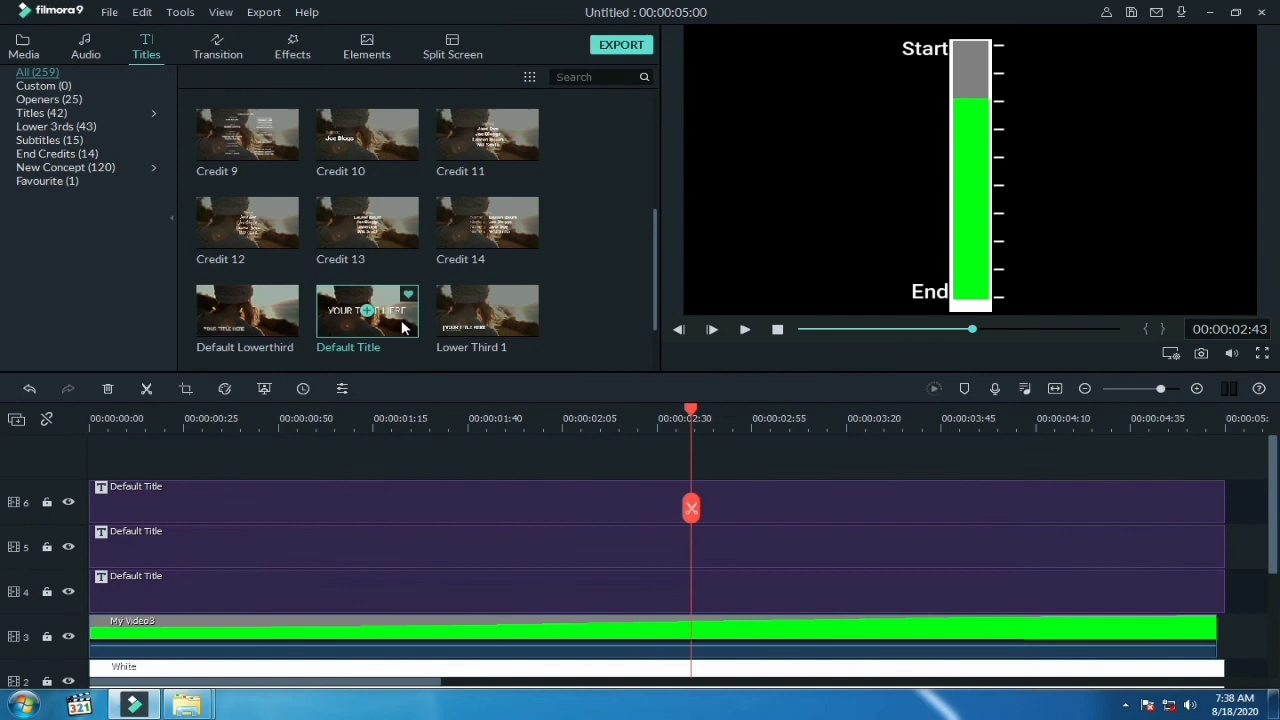 filmora9 File Edit Tools View Export Help Untitled : 00:00:05:00
Media Audio Titles Transition Effects Elements Split Screen EXPORT
All (259)
Custom (0)
Openers (25)
Titles (42)
Lower 3rds (43)
Subtitles (15)
End Credits (14)
New Concept (120)
Favourite (1)
Search
Credit 9 Credit 10 Credit 11
Credit 12 Credit 13 Credit 14
YOUR TITLE HERE
Default Lowerthird Default Title Lower Third 1
Start
End
00:00:02:43
00:00:00:00 00:00:00:25 00:00:00:50 00:00:01:15 00:00:01:40 00:00:02:05 00:00:02:30 00:00:02:55 00:00:03:20 00:00:03:45 00:00:04:10 00:00:04:35 00:00:05:
6 Default Title
5 Default Title
4 Default Title
3 My Video3
2 White
321
7:38 AM
8/18/2020